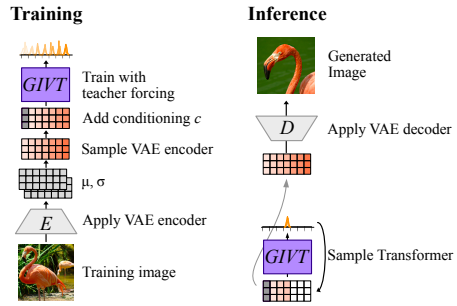 Training
GIVT
Train with
teacher forcing
Add conditioning c
Sample VAE encoder
μ, σ
E
Apply VAE encoder
Training image
Inference
Generated
Image
D
Apply VAE decoder
GIVT
Sample Transformer